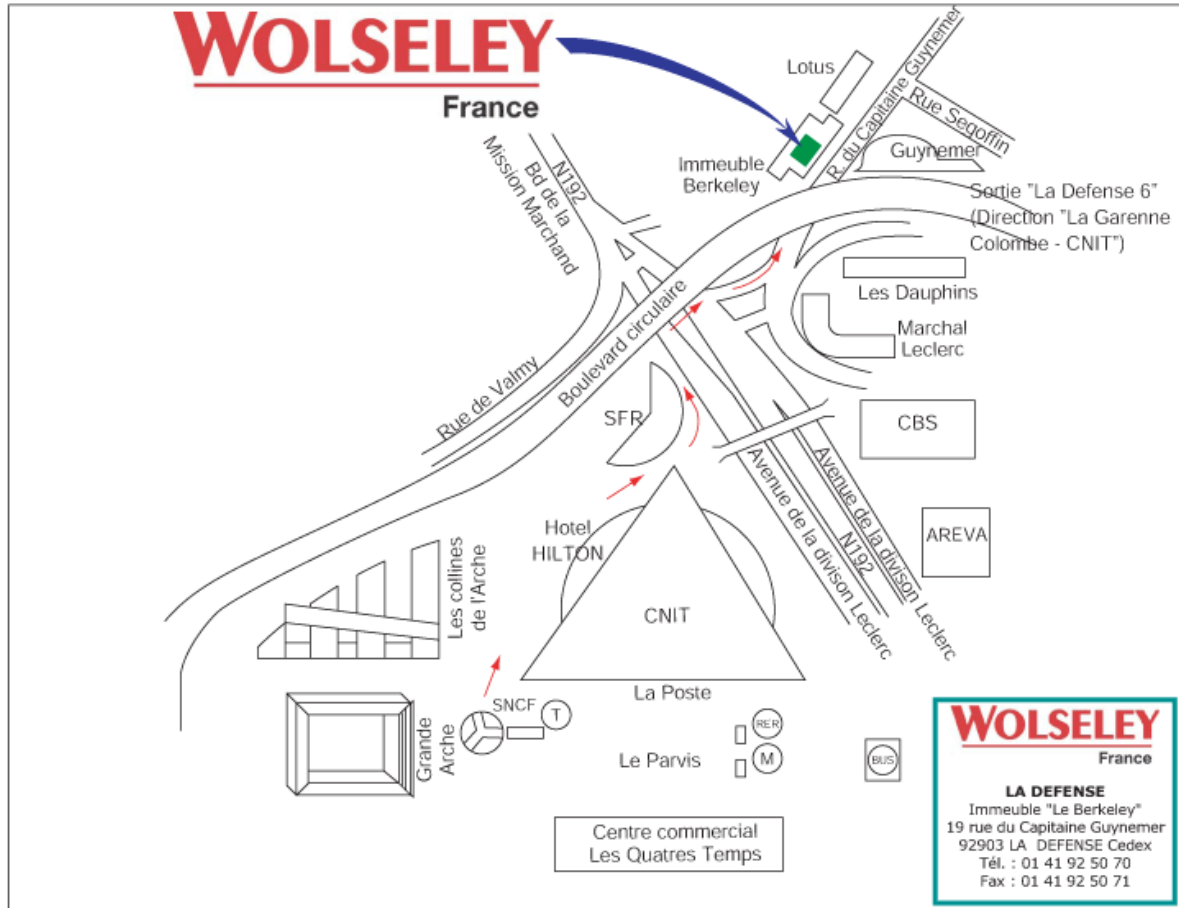 WOLSELEY
France
Lotus
R. du Capitaine Guynemer
Rue Segoffin
Guynemer
Immeuble
Berkeley
N192
Bd de la
Mission Marchand
Sortie "La Defense 6"
(Direction "La Garenne
Colombe - CNIT")
Les Dauphins
Marchal
Leclerc
Boulevard circulaire
Rue de Valmy
SFR
CBS
Avenue de la divison Leclerc
N192
Avenue de la divison Leclerc
AREVA
Hotel
HILTON
CNIT
Les collines
de l'Arche
La Poste
SNCF
T
Grande
Arche
RER
Le Parvis
M
BUS
Centre commercial
Les Quatres Temps
WOLSELEY
France
LA DEFENSE
Immeuble "Le Berkeley"
19 rue du Capitaine Guynemer
92903 LA DEFENSE Cedex
Tél. : 01 41 92 50 70
Fax : 01 41 92 50 71